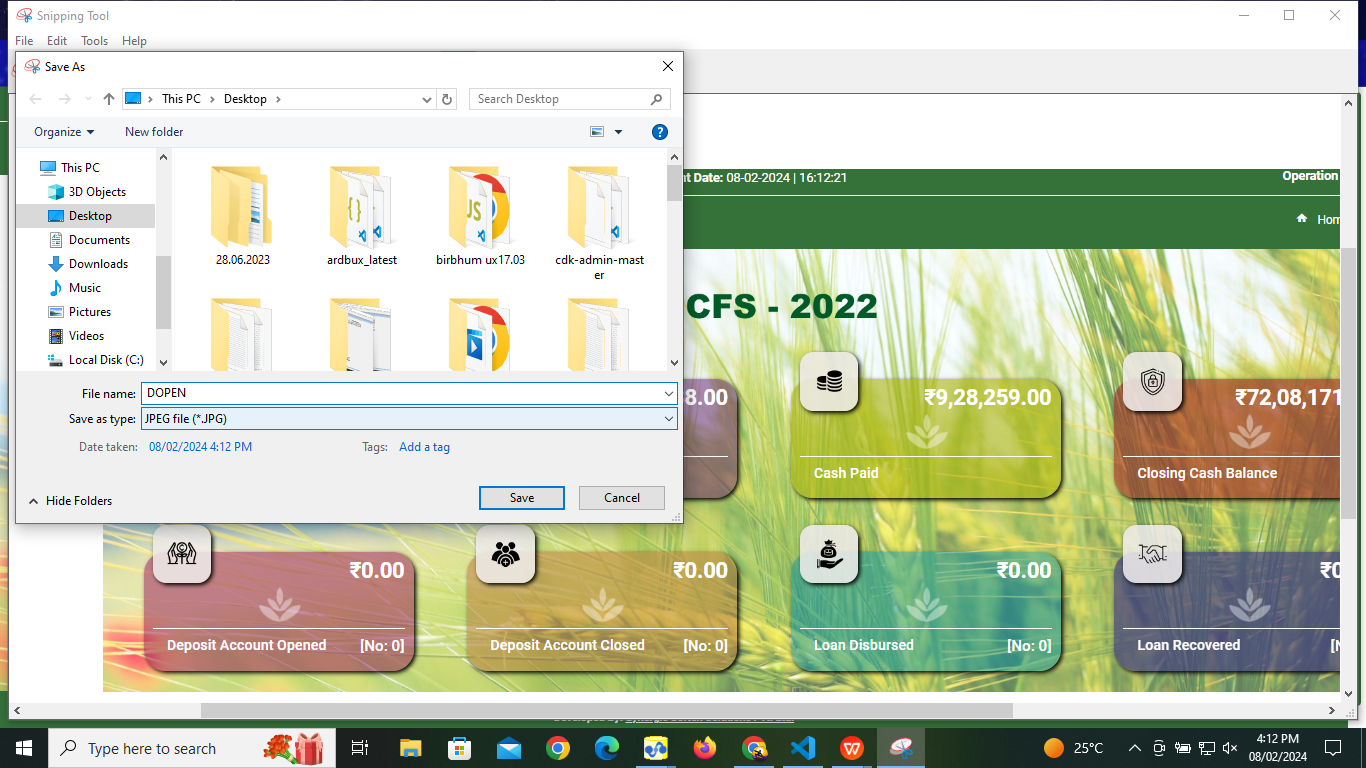 Snipping Tool
File Edit Tools Help
Save As
This PC Desktop
Search Desktop
Organize New folder
This PC
3D Objects
Desktop
Documents
Downloads
Music
Pictures
Videos
Local Disk (C:)
28.06.2023
ardbux_latest
birbhum ux17.03
cdk-admin-mast
er
File name: DOPEN
Save as type: JPEG file (*.JPG)
Date taken: 08/02/2024 4:12 PM Tags: Add a tag
Hide Folders
Save Cancel
Date: 08-02-2024 | 16:12:21
Operation
CFS - 2022
8.00
₹9,28,259.00
Cash Paid
₹72,08,171
Closing Cash Balance
₹0.00
Deposit Account Opened [No: 0]
₹0.00
Deposit Account Closed [No: 0]
₹0.00
Loan Disbursed [No: 0]
Loan Recovered
Type here to search
25°C
4:12 PM
08/02/2024